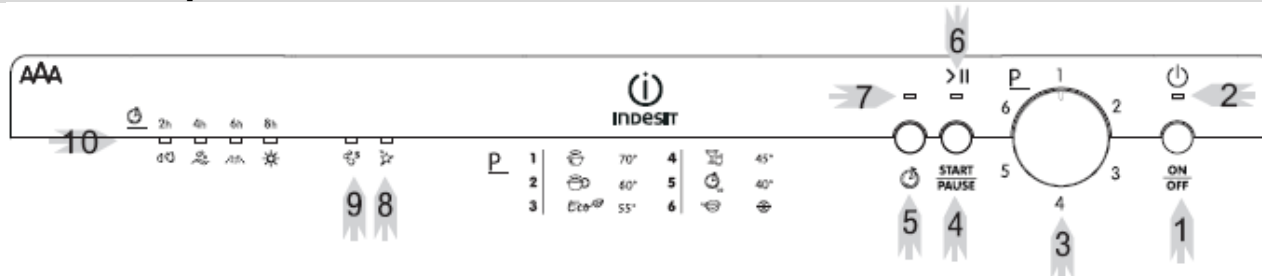 6
AAA
7
>II
P 1
2
3
4
5
6
2
10
2h 4h 6h 8h
s
INDESIT
START
PAUSE
ON
OFF
P
1 70° 4 45°
2 60° 5 40°
3 Eco 55° 6
9 8
5 4 3 1